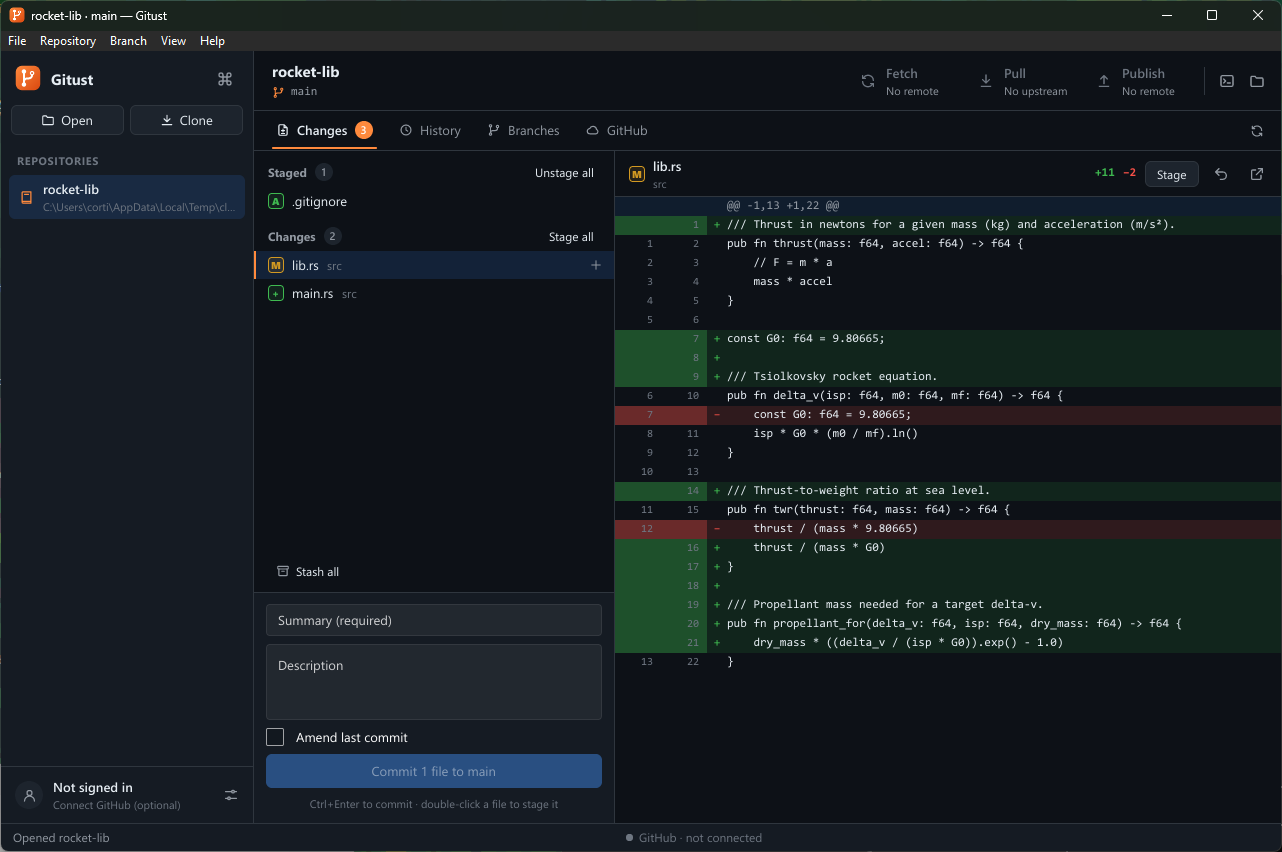 rocket-lib · main — Gitust
File Repository Branch View Help
Gitust
⌘
Open
Clone
REPOSITORIES
rocket-lib
C:\Users\corti\AppData\Local\Temp\cl...
Not signed in
Connect GitHub (optional)
Opened rocket-lib
rocket-lib
main
Fetch
No remote
Pull
No upstream
Publish
No remote
Changes 3
History
Branches
GitHub
Staged 1 Unstage all
A .gitignore
Changes 2 Stage all
M lib.rs src +
+ main.rs src
Stash all
Summary (required)
Description
Amend last commit
Commit 1 file to main
Ctrl+Enter to commit · double-click a file to stage it
M lib.rs
src
+11 −2 Stage
@@ -1,13 +1,22 @@
1 + /// Thrust in newtons for a given mass (kg) and acceleration (m/s²).
1 2 pub fn thrust(mass: f64, accel: f64) -> f64 {
2 3 // F = m * a
3 4 mass * accel
4 5 }
5 6
7 + const G0: f64 = 9.80665;
8 +
9 + /// Tsiolkovsky rocket equation.
6 10 pub fn delta_v(isp: f64, m0: f64, mf: f64) -> f64 {
7 − const G0: f64 = 9.80665;
8 11 isp * G0 * (m0 / mf).ln()
9 12 }
10 13
14 + /// Thrust-to-weight ratio at sea level.
11 15 pub fn twr(thrust: f64, mass: f64) -> f64 {
12 − thrust / (mass * 9.80665)
16 + thrust / (mass * G0)
17 + }
18 +
19 + /// Propellant mass needed for a target delta-v.
20 + pub fn propellant_for(delta_v: f64, isp: f64, dry_mass: f64) -> f64 {
21 + dry_mass * ((delta_v / (isp * G0)).exp() - 1.0)
13 22 }
GitHub · not connected